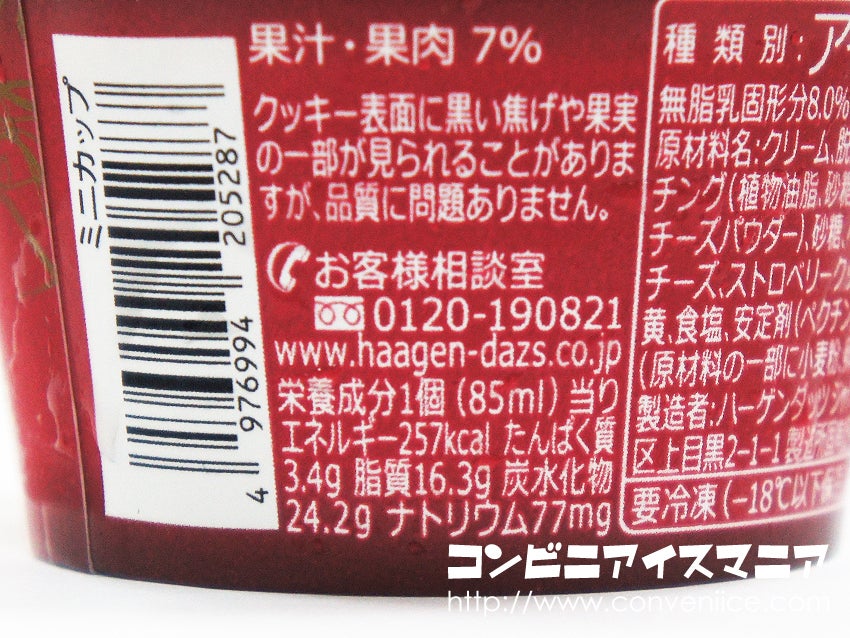 ミニカップ
4 976994 205287
果汁・果肉 7%
クッキー表面に黒い焦げや果実
の一部が見られることがありま
すが、品質に問題ありません。
お客様相談室
0120-190821
www.haagen-dazs.co.jp
栄養成分1個(85ml)当り
エネルギー257kcal たんぱく質
3.4g 脂質16.3g 炭水化物
24.2g ナトリウム77mg
種類別:ア
無脂乳固形分8.0%
原材料名:クリーム、脱
チング(植物油脂、砂糖
チーズパウダー)、砂糖、
チーズ、ストロベリーク
黄、食塩、安定剤(ペクチン
(原材料の一部に小麦粉、
製造者:ハーゲンダッツジャ
区上目黒2-1-1 製造所
要冷凍(-18℃以下
コンビニアイスマニア
http://www.conveniice.com